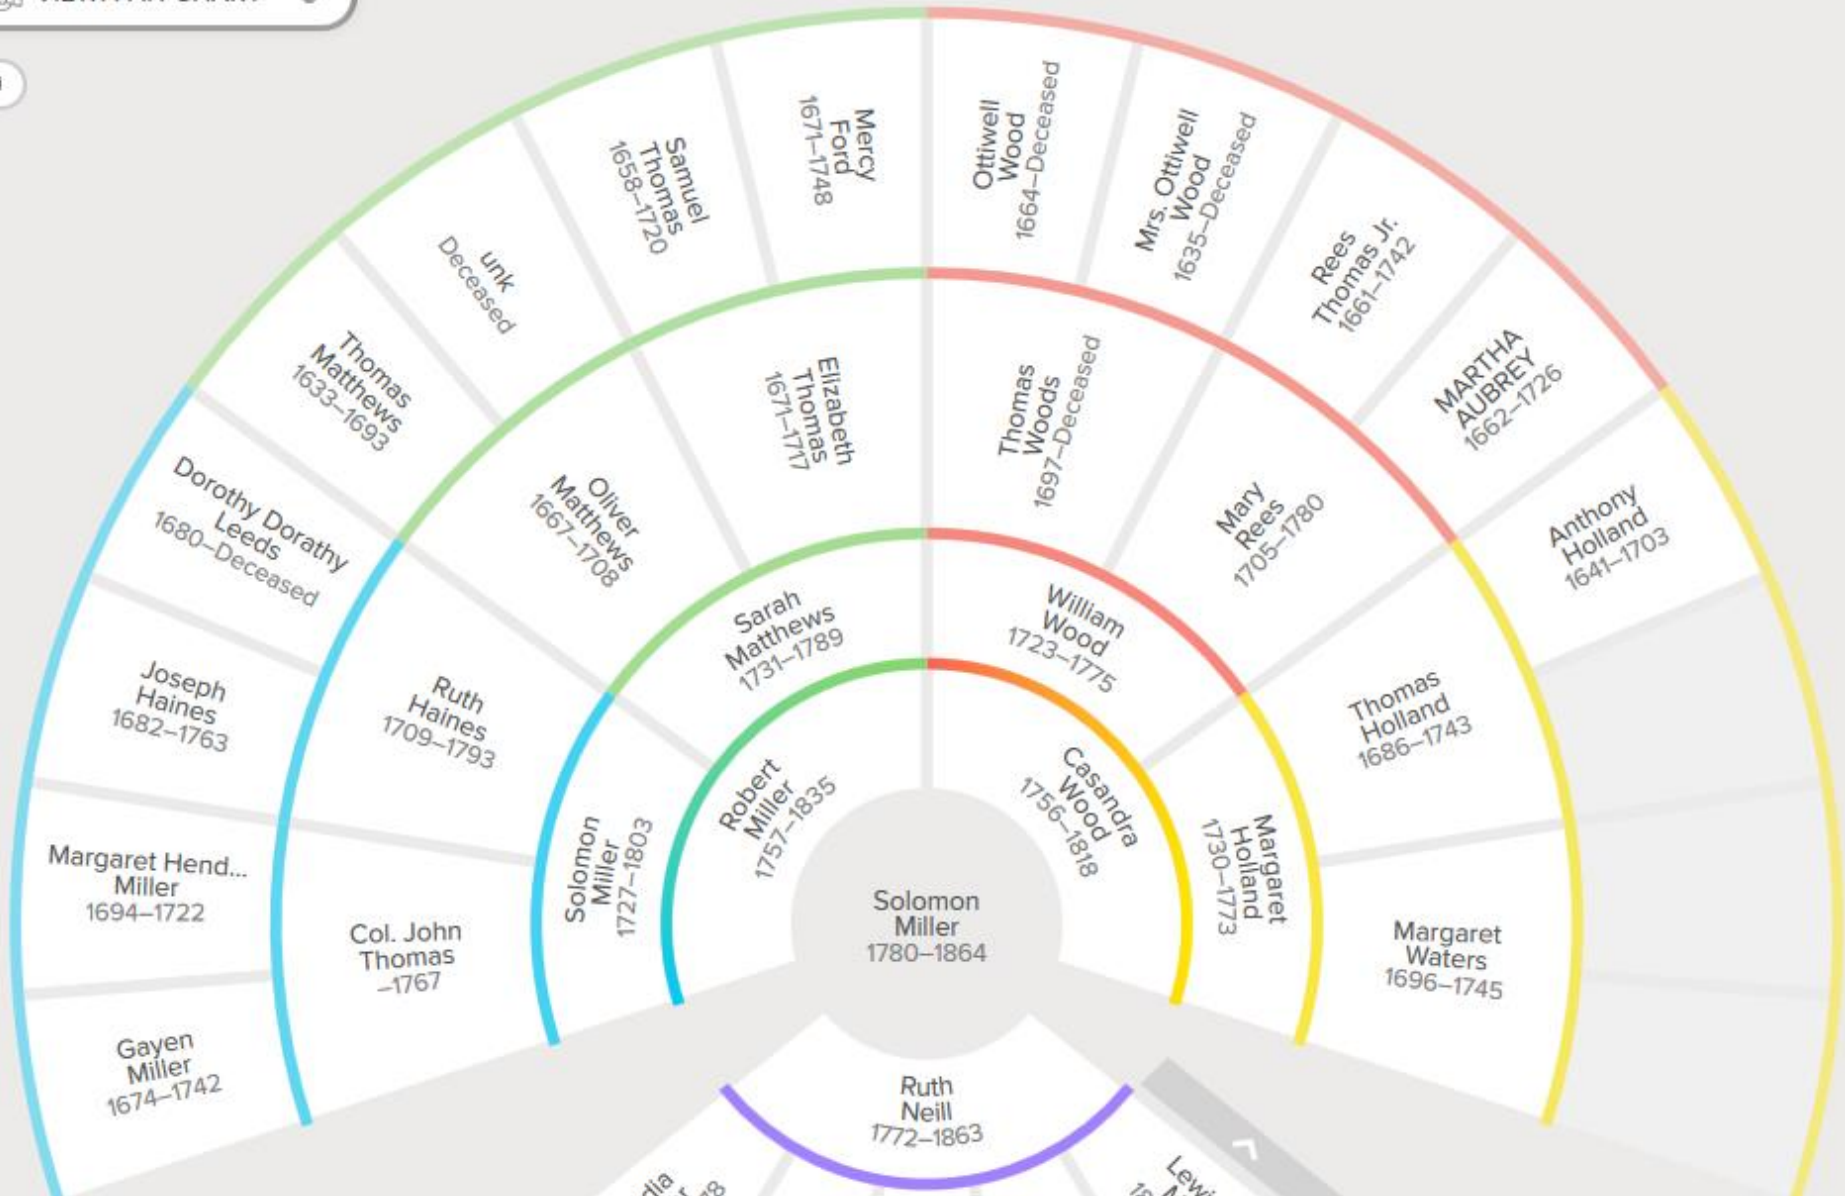 Mercy
Ford
1671–1748
Ottiwell
Wood
1664–Deceased
Samuel
Thomas
1658–1720
Mrs. Ottiwell
Wood
1635–Deceased
unk
Deceased
Rees
Thomas Jr.
1661–1742
Thomas
Matthews
1633–1693
MARTHA
AUBREY
1662–1726
Dorothy Dorathy
Leeds
1680–Deceased
Anthony
Holland
1641–1703
Joseph
Haines
1682–1763
Margaret Hend...
Miller
1694–1722
Gayen
Miller
1674–1742
Elizabeth
Thomas
1671–1717
Thomas
Woods
1697–Deceased
Oliver
Matthews
1667–1708
Mary
Rees
1705–1780
Ruth
Haines
1709–1793
Thomas
Holland
1686–1743
Col. John
Thomas
–1767
Margaret
Waters
1696–1745
Sarah
Matthews
1731–1789
William
Wood
1723–1775
Solomon
Miller
1727–1803
Margaret
Holland
1730–1773
Robert
Miller
1757–1835
Casandra
Wood
1756–1818
Solomon
Miller
1780–1864
Ruth
Neill
1772–1863